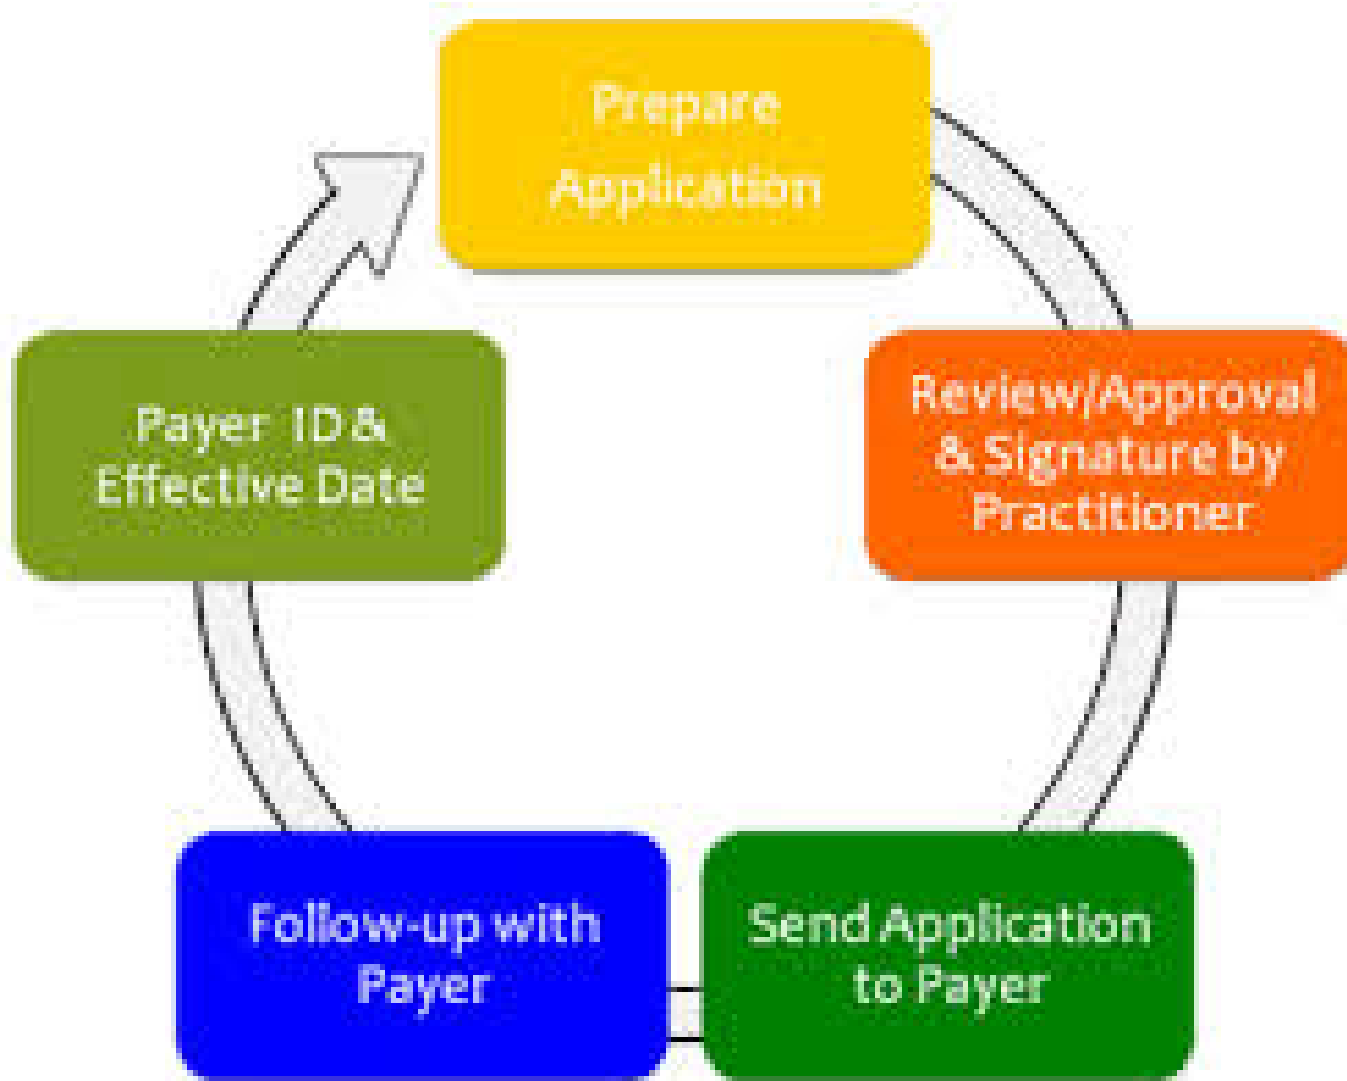 Prepare
Application
Review/Approval
& Signature by
Practitioner
Send Application
to Payer
Follow-up with
Payer
Payer ID &
Effective Date